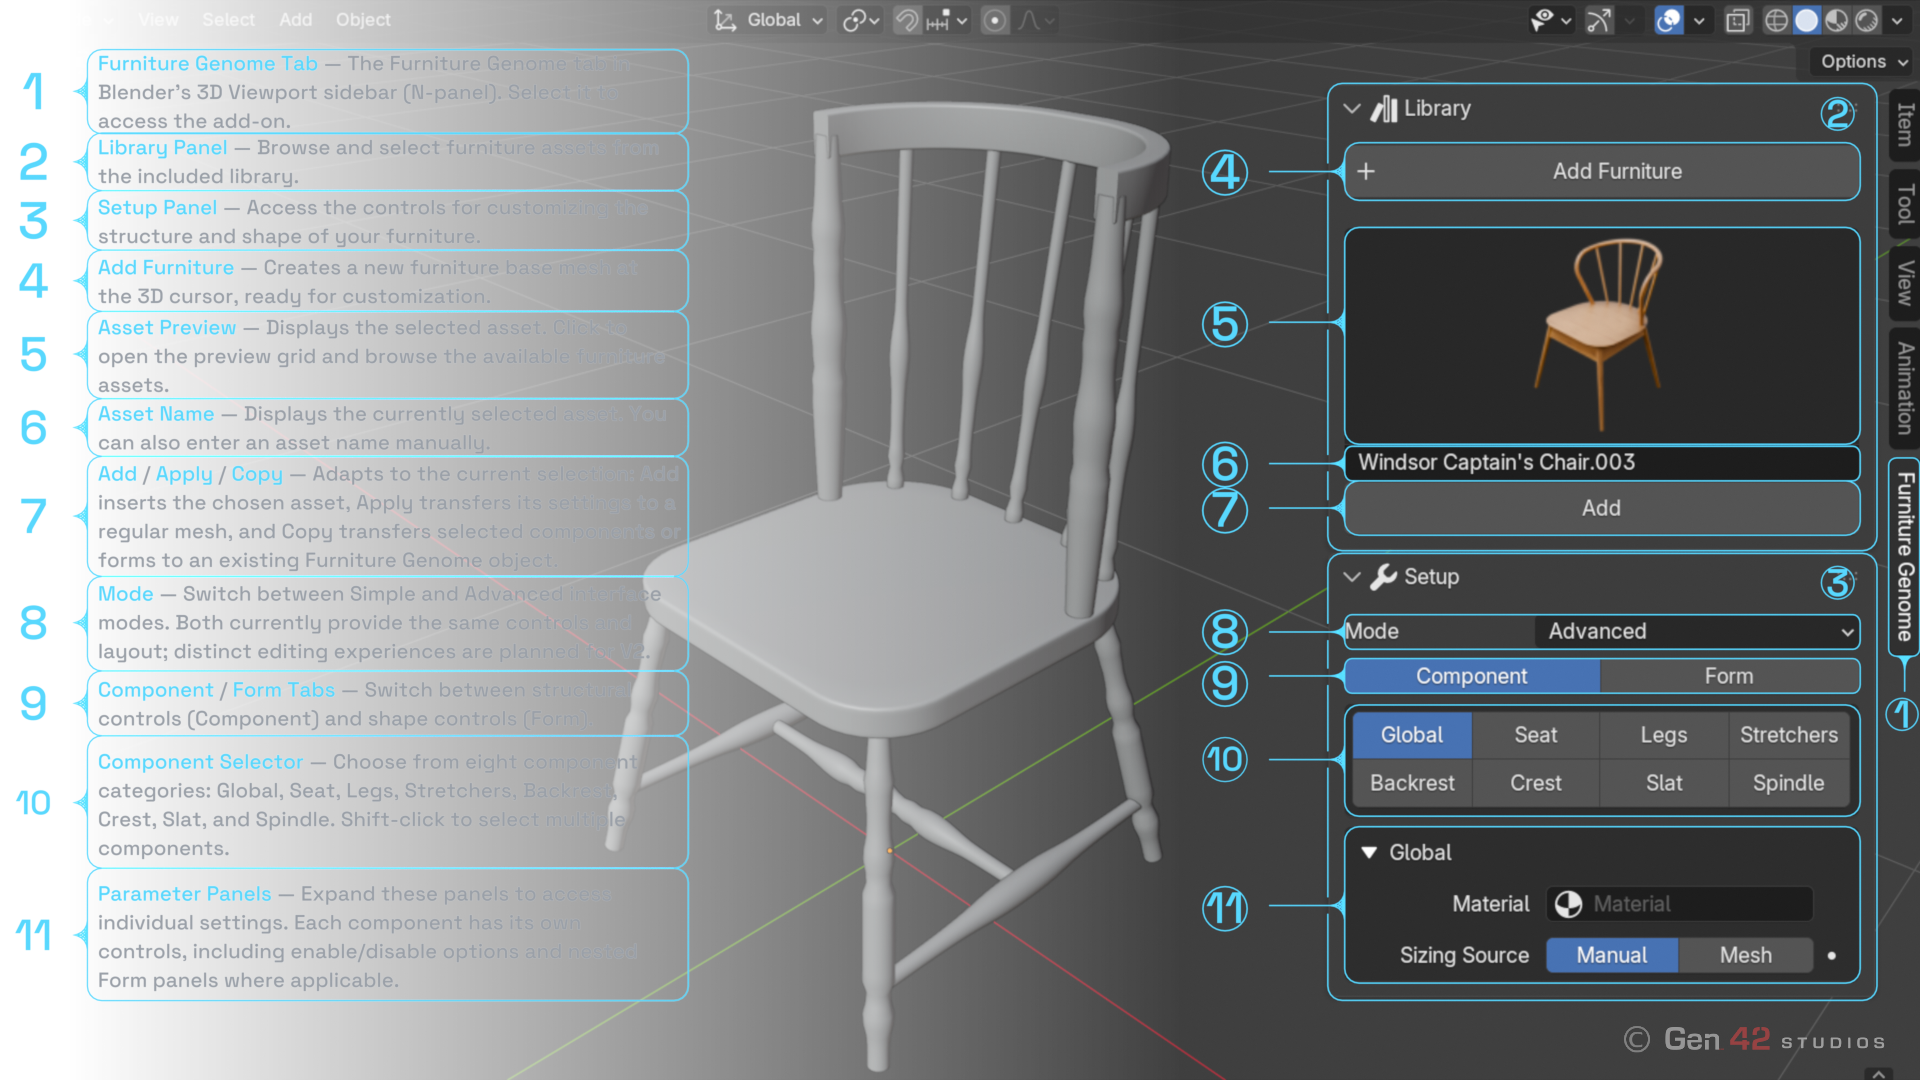 View Select Add Object
Global
Options
1
Furniture Genome Tab — The Furniture Genome tab in
Blender's 3D Viewport sidebar (N-panel). Select it to
access the add-on.
2
Library Panel — Browse and select furniture assets from
the included library.
3
Setup Panel — Access the controls for customizing the
structure and shape of your furniture.
4
Add Furniture — Creates a new furniture base mesh at
the 3D cursor, ready for customization.
5
Asset Preview — Displays the selected asset. Click to
open the preview grid and browse the available furniture
assets.
6
Asset Name — Displays the currently selected asset. You
can also enter an asset name manually.
7
Add / Apply / Copy — Adapts to the current selection: Add
inserts the chosen asset, Apply transfers its settings to a
regular mesh, and Copy transfers selected components or
forms to an existing Furniture Genome object.
8
Mode — Switch between Simple and Advanced interface
modes. Both currently provide the same controls and
layout; distinct editing experiences are planned for V2.
9
Component / Form Tabs — Switch between structural
controls (Component) and shape controls (Form).
10
Component Selector — Choose from eight component
categories: Global, Seat, Legs, Stretchers, Backrest,
Crest, Slat, and Spindle. Shift-click to select multiple
components.
11
Parameter Panels — Expand these panels to access
individual settings. Each component has its own
controls, including enable/disable options and nested
Form panels where applicable.
Library
2
4
+ Add Furniture
5
6
Windsor Captain's Chair.003
7
Add
Setup
3
8
Mode Advanced
9
Component Form
10
Global Seat Legs Stretchers
Backrest Crest Slat Spindle
11
Global
Material Material
Sizing Source Manual Mesh
Item
Tool
View
Animation
Furniture Genome
1
© Gen 42 STUDIOS